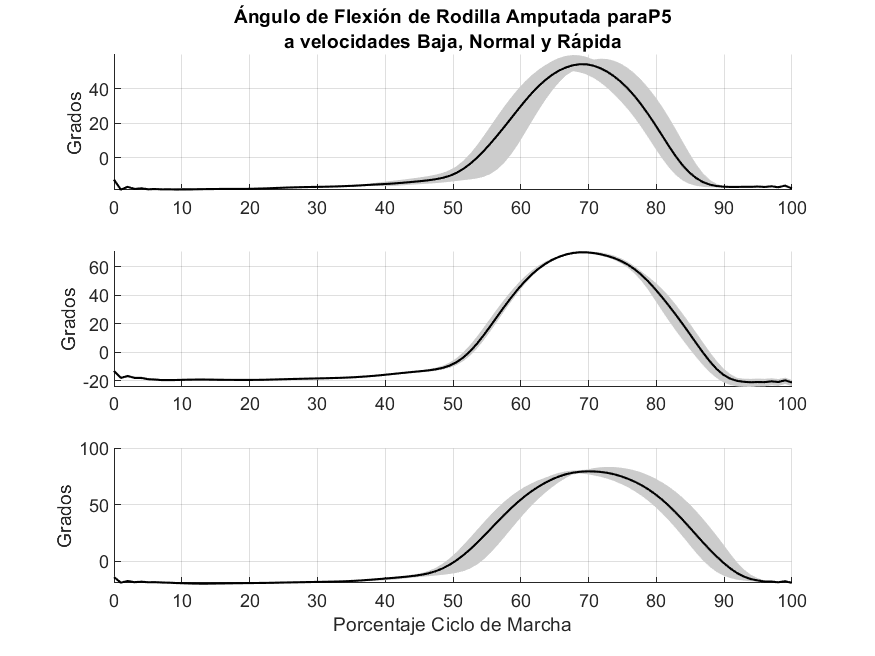 Ángulo de Flexión de Rodilla Amputada paraP5
a velocidades Baja, Normal y Rápida
Grados
40
20
0
0 10 20 30 40 50 60 70 80 90 100
Grados
60
40
20
0
-20
0 10 20 30 40 50 60 70 80 90 100
Grados
100
50
0
0 10 20 30 40 50 60 70 80 90 100
Porcentaje Ciclo de Marcha